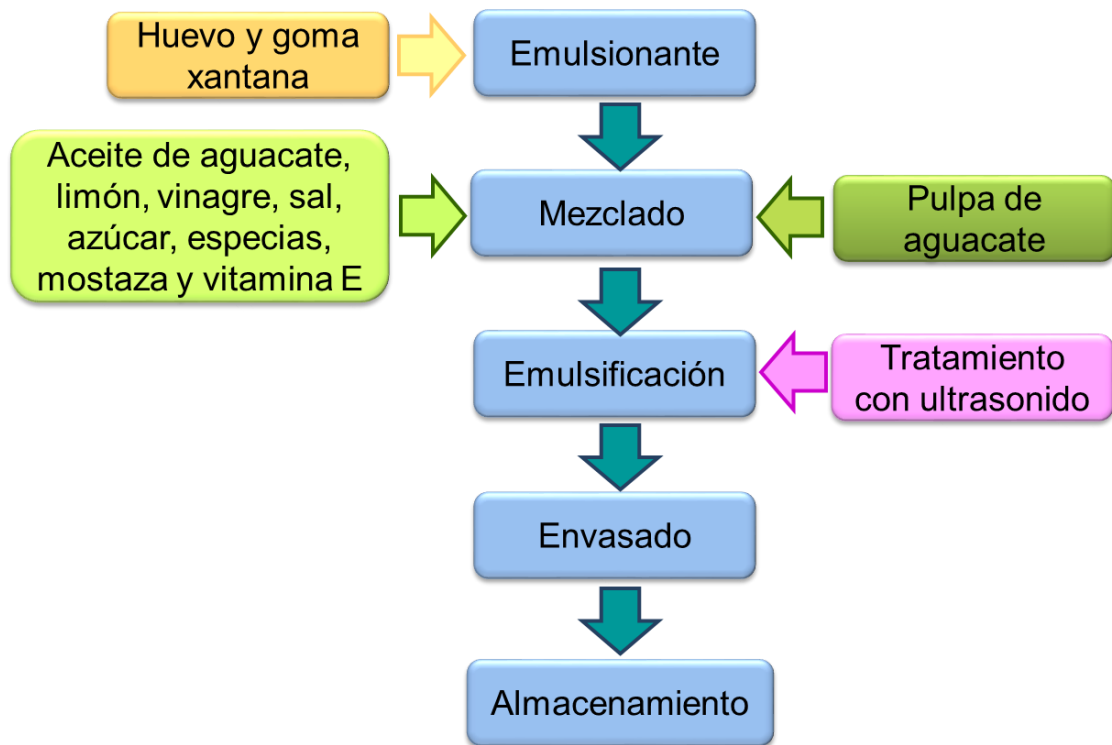 Huevo y goma
xantana
Emulsionante
Aceite de aguacate,
limón, vinagre, sal,
azúcar, especias,
mostaza y vitamina E
Mezclado
Pulpa de
aguacate
Emulsificación
Tratamiento
con ultrasonido
Envasado
Almacenamiento